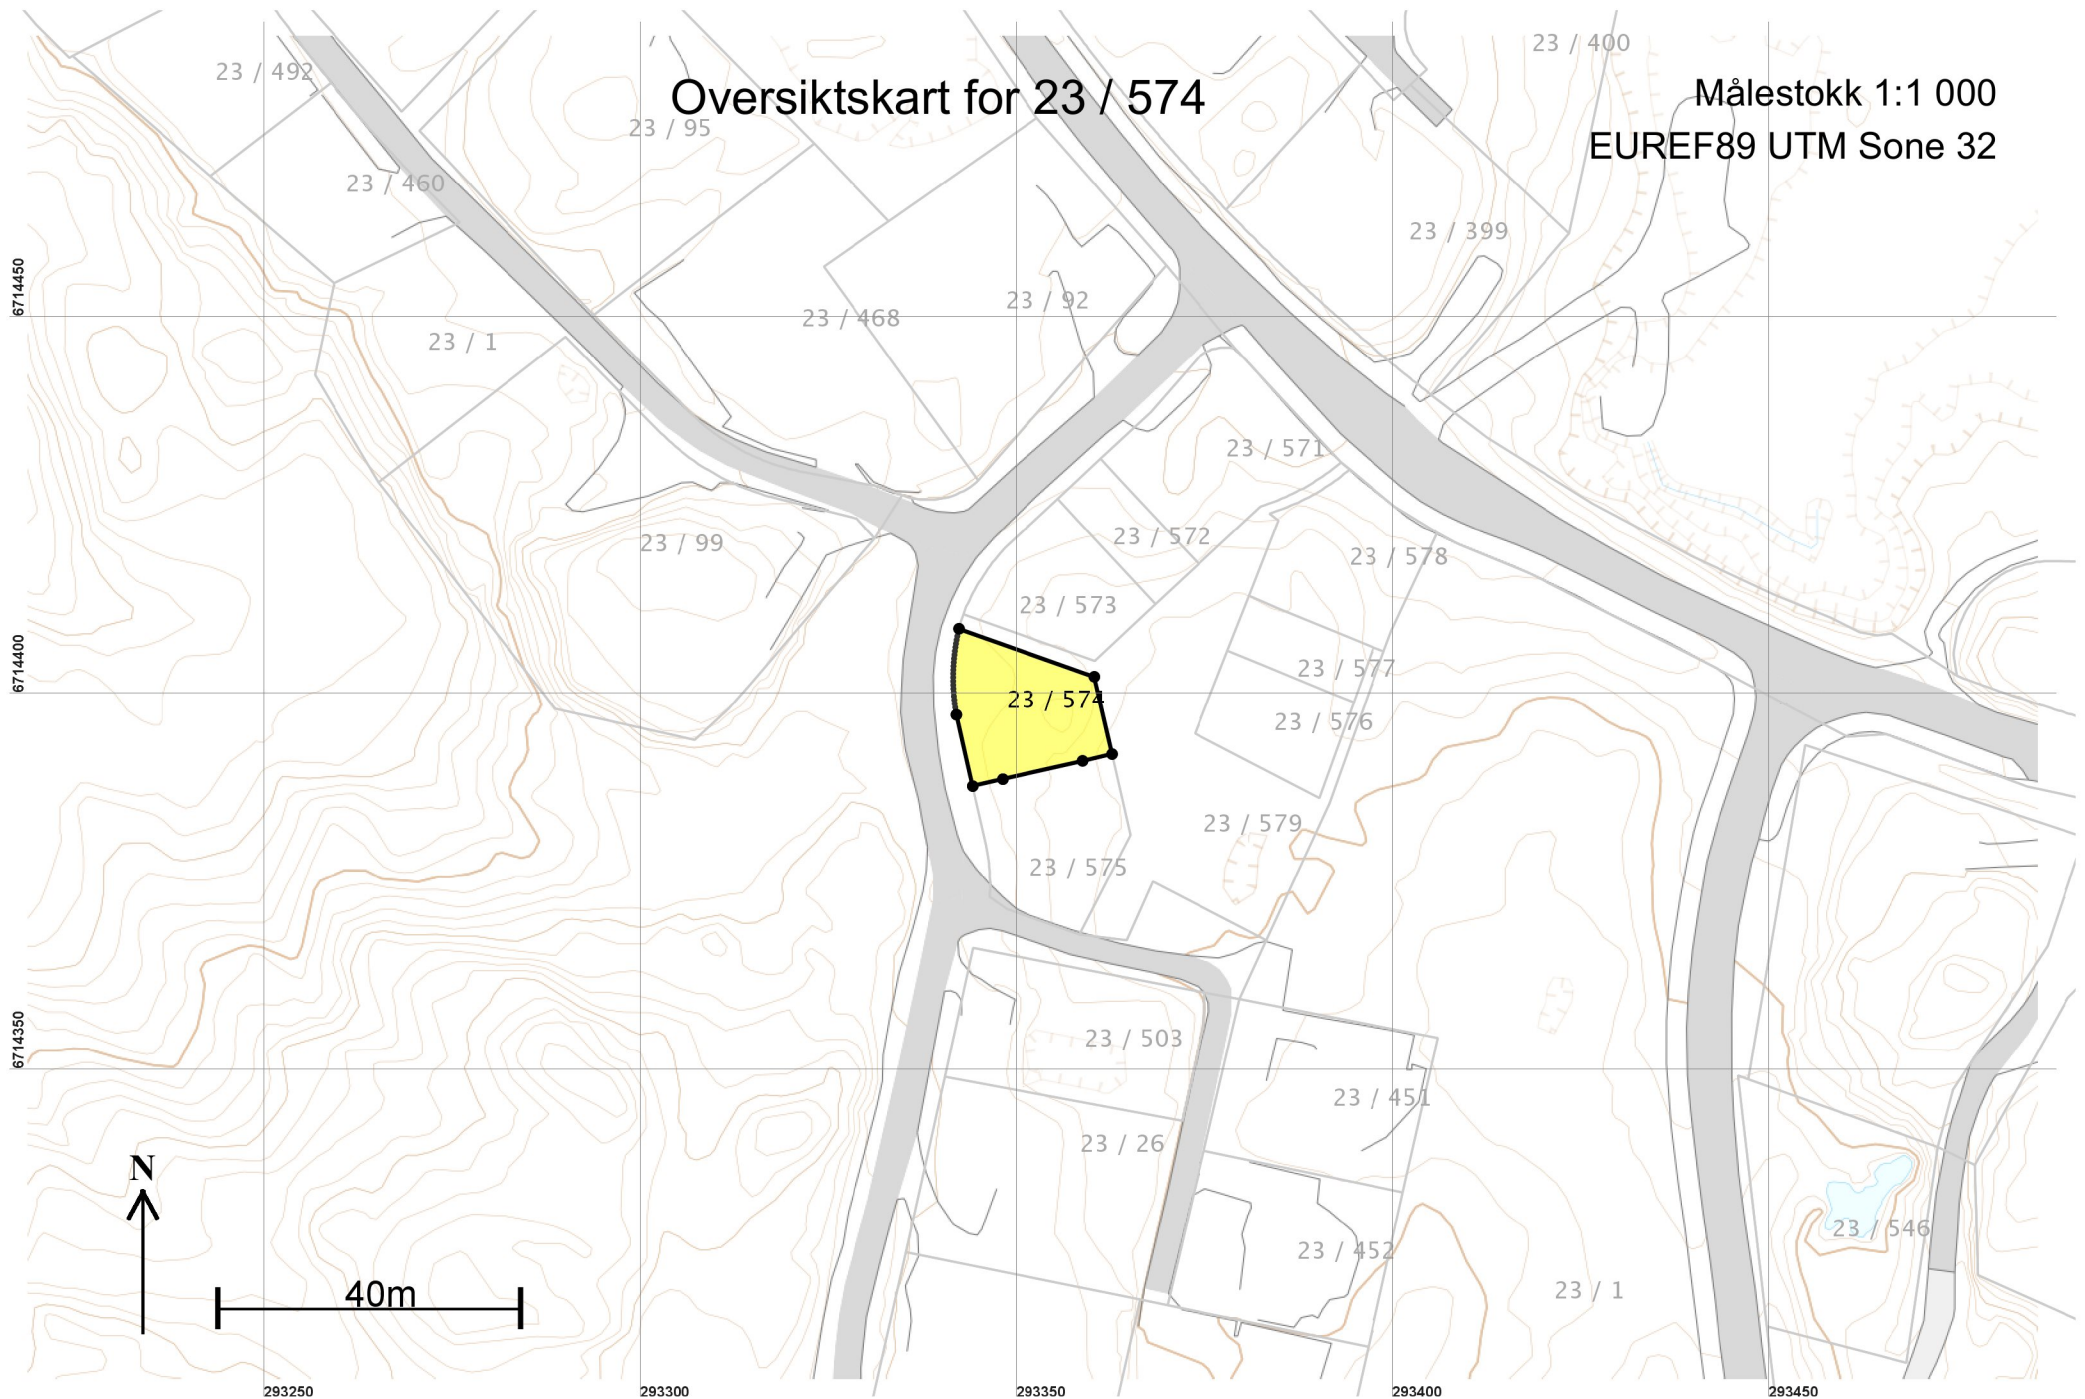 23 / 400
23 / 492
Oversiktskart for 23 / 574
Målestokk 1:1 000
23 / 95
EUREF89 UTM Sone 32
23 / 460
23 / 399
6714450
23 / 92
23 / 468
23 / 1
23 / 571
23 / 572
23 / 99
23 / 578
23 / 573
6714400
23 / 577
23 / 574
23 / 576
23 / 579
23 / 575
6714350
23 / 503
23 / 451
23 / 26
N
23 / 546
23 / 452
23 / 1
40m
293250
293300
293350
293400
293450